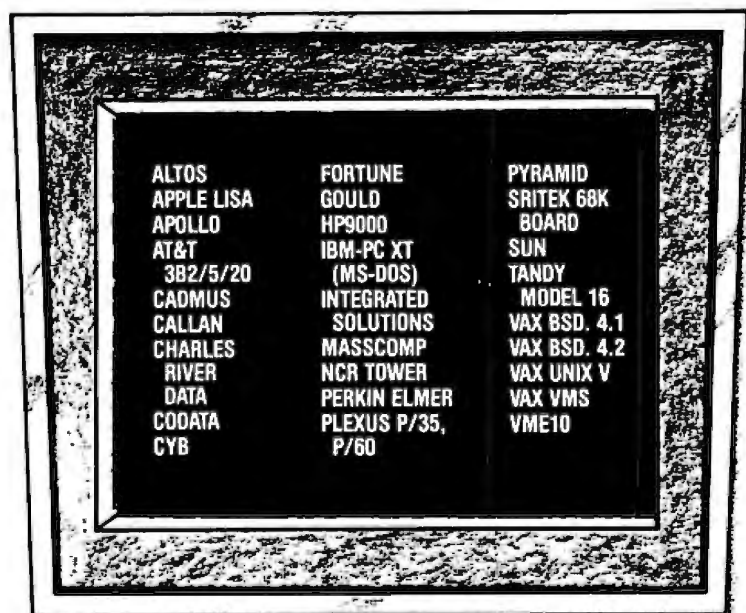 ALTOS
APPLE LISA
APOLLO
AT&T
3B2/5/20
CADMUS
CALLAN
CHARLES
RIVER
DATA
CODATA
CYB
FORTUNE
GOULD
HP9000
IBM-PC XT
(MS-DOS)
INTEGRATED
SOLUTIONS
MASSCOMP
NCR TOWER
PERKIN ELMER
PLEXUS P/35,
P/60
PYRAMID
SRITEK 68K
BOARD
SUN
TANDY
MODEL 16
VAX BSD. 4.1
VAX BSD. 4.2
VAX UNIX V
VAX VMS
VME10